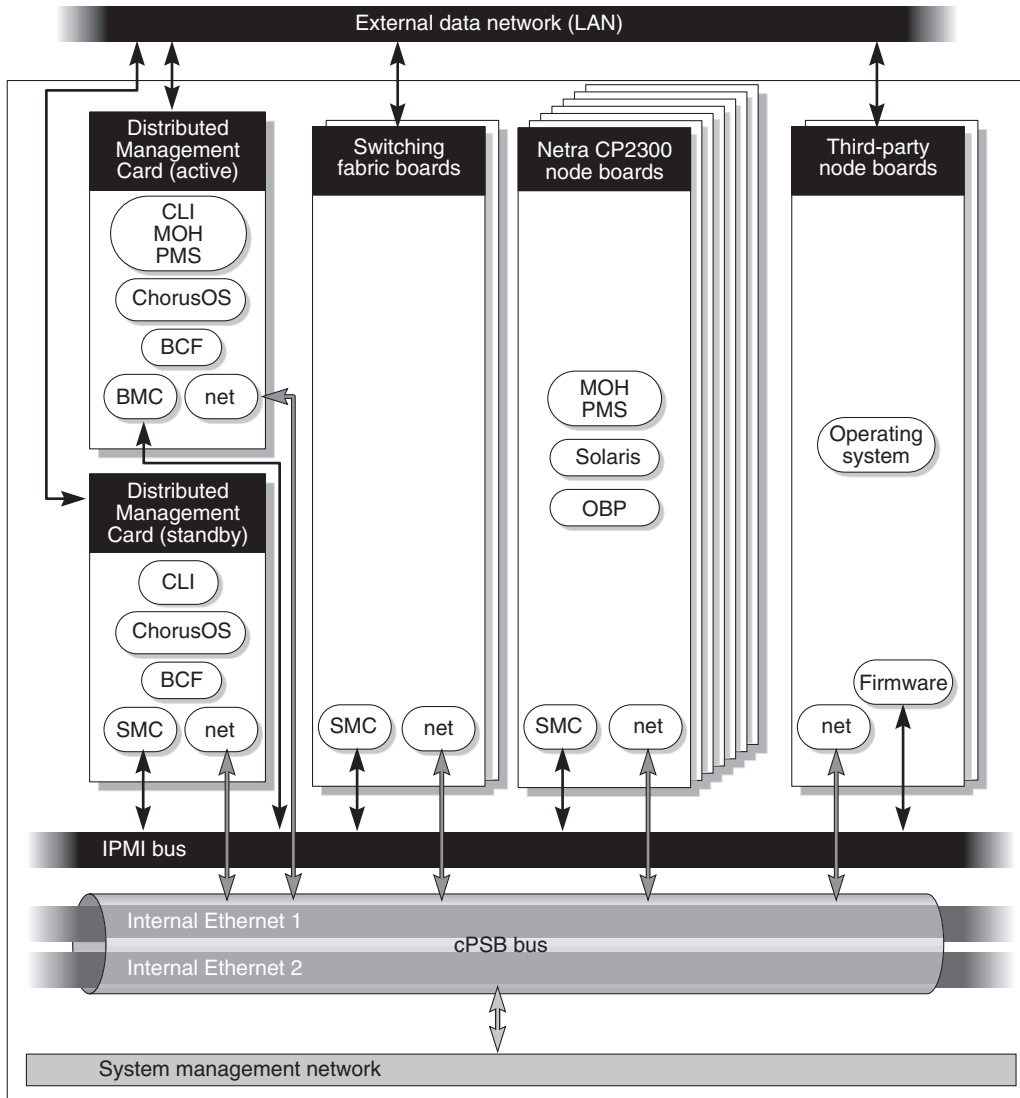 External data network (LAN)
Distributed
Management
Card (active)
CLI
MOH
PMS
ChorusOS
BCF
BMC
net
Distributed
Management
Card (standby)
CLI
ChorusOS
BCF
SMC
net
Switching
fabric boards
SMC
net
Netra CP2300
node boards
MOH
PMS
Solaris
OBP
SMC
net
Third-party
node boards
Operating
system
Firmware
net
IPMI bus
Internal Ethernet 1
cPSB bus
Internal Ethernet 2
System management network